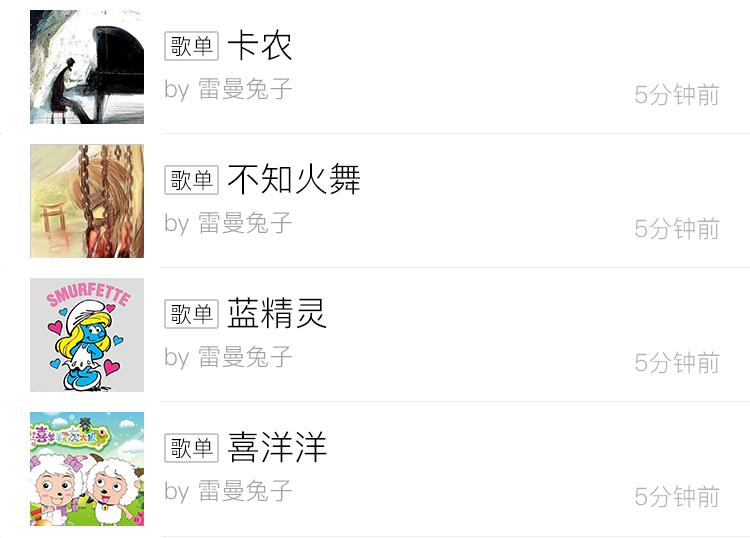 歌单 卡农
by 雷曼兔子
5分钟前
歌单 不知火舞
by 雷曼兔子
5分钟前
SMURFETTE
歌单 蓝精灵
by 雷曼兔子
5分钟前
歌单 喜洋洋
by 雷曼兔子
5分钟前